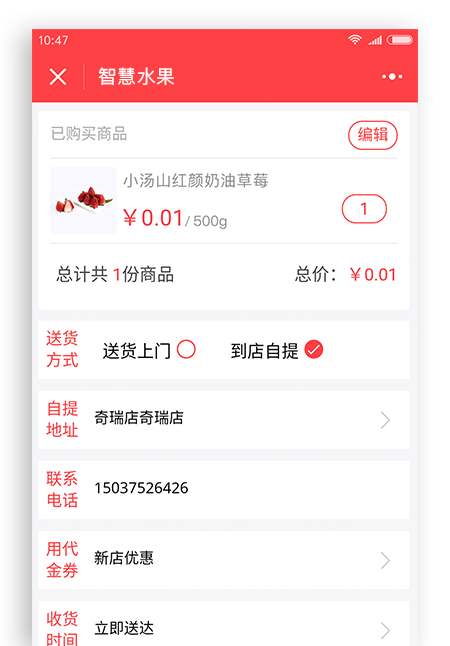 10:47
智慧水果
已购买商品
编辑
小汤山红颜奶油草莓
￥0.01/ 500g
1
总计共 1份商品
总价：￥0.01
送货
方式
送货上门
到店自提
自提
地址
奇瑞店奇瑞店
联系
电话
15037526426
用代
金券
新店优惠
收货
时间
立即送达